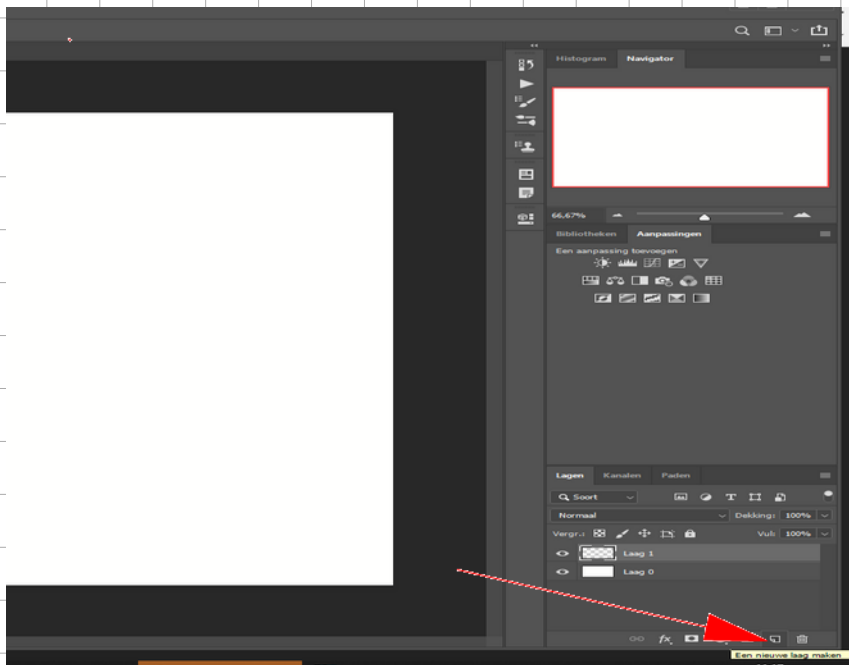 Histogram Navigator
66,67%
Bibliotheken Aanpassingen
Een aanpassing toevoegen
Lagen Kanalen Paden
Soort
Normaal Dekking: 100%
Vergr.: Vul: 100%
Laag 1
Laag 0
fx
Een nieuwe laag maken